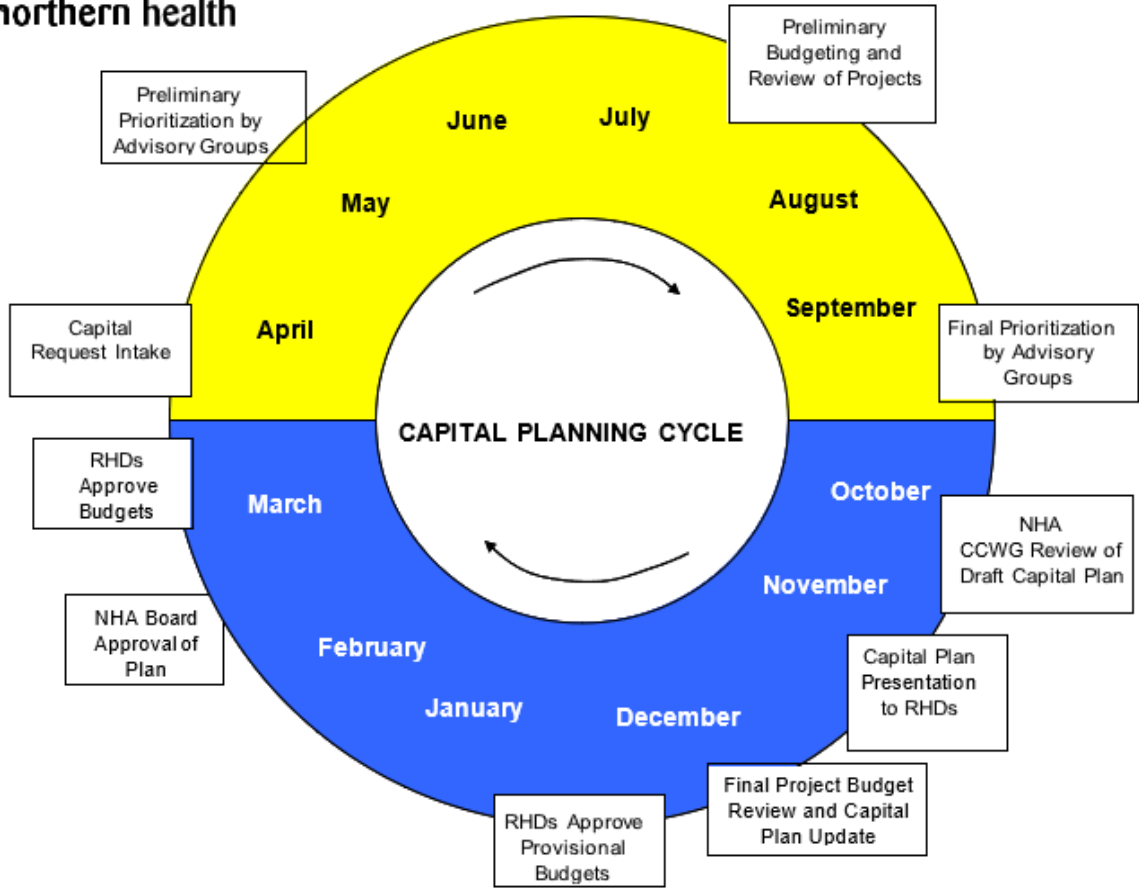 northern health
Preliminary
Budgeting and
Review of Projects
Preliminary
Prioritization by
Advisory Groups
June
July
May
August
September
April
Capital
Request Intake
Final Prioritization
by Advisory
Groups
CAPITAL PLANNING CYCLE
RHDs
Approve
Budgets
March
October
NHA
CCWG Review of
Draft Capital Plan
November
NHA Board
Approval of
Plan
February
January
December
Capital Plan
Presentation
to RHDs
Final Project Budget
Review and Capital
Plan Update
RHDs Approve
Provisional
Budgets